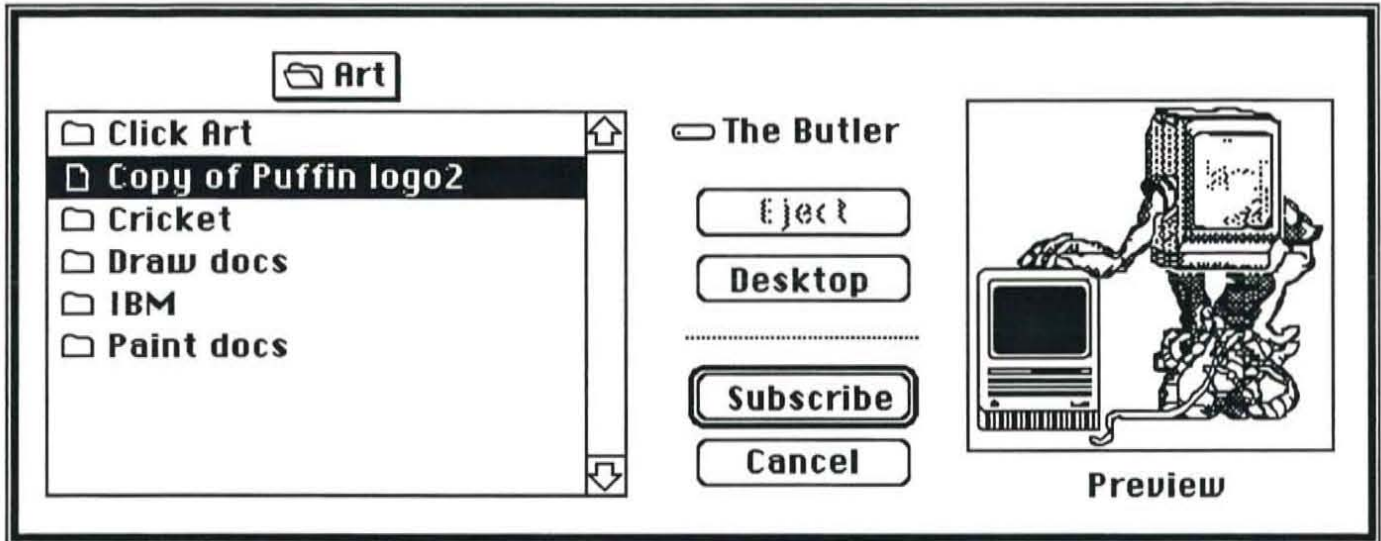 Art
Click Art
Copy of Puffin logo2
Cricket
Draw docs
IBM
Paint docs
The Butler
Eject
Desktop
Subscribe
Cancel
Preview